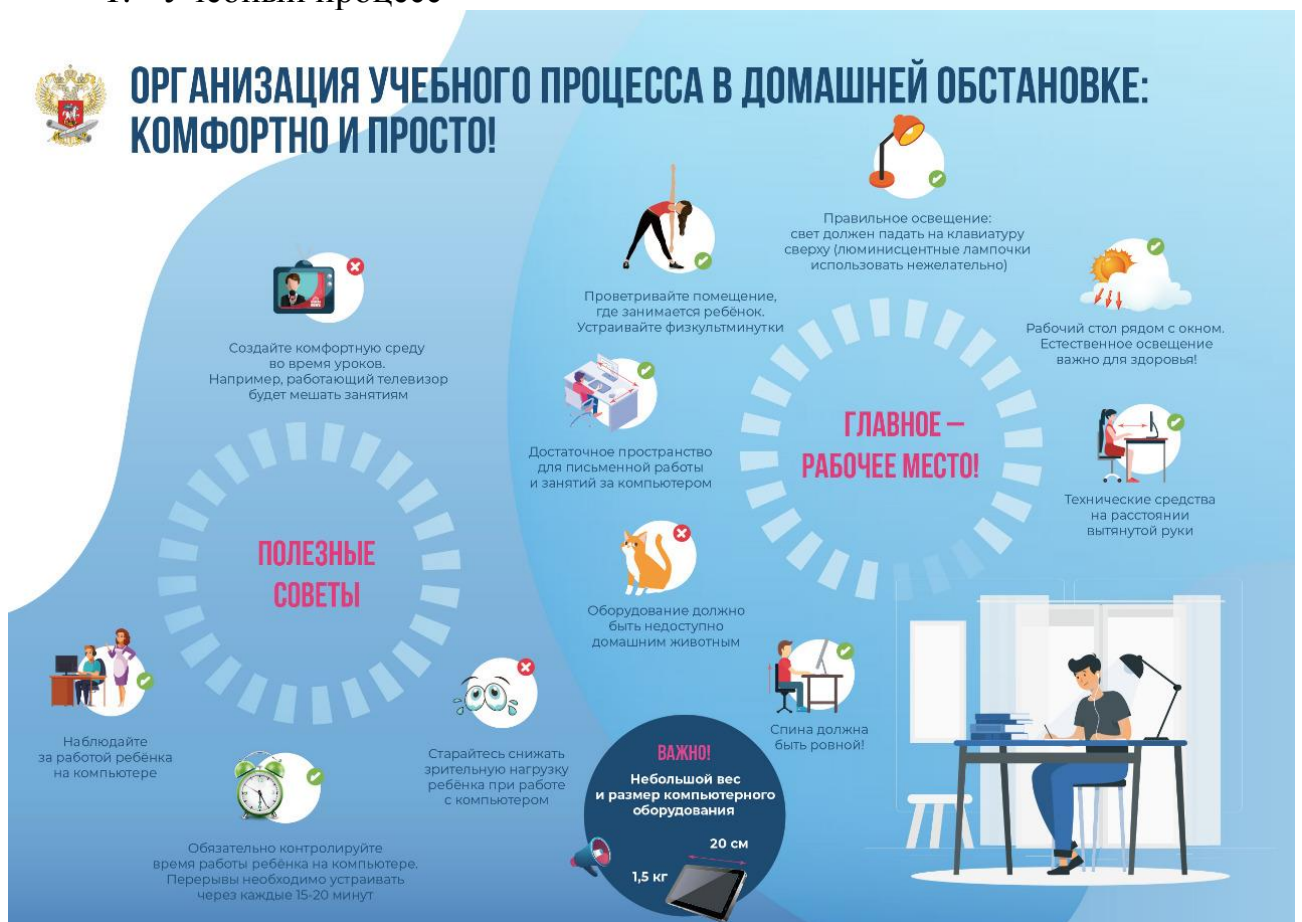 1. Учебный процесс
ОРГАНИЗАЦИЯ УЧЕБНОГО ПРОЦЕССА В ДОМАШНЕЙ ОБСТАНОВКЕ:
КОМФОРТНО И ПРОСТО!
Правильное освещение:
свет должен падать на клавиатуру
сверху (люминисцентные лампочки
использовать нежелательно)
Проветривайте помещение,
где занимается ребёнок.
Устраивайте физкультминутки
Рабочий стол рядом с окном.
Естественное освещение
важно для здоровья!
Создайте комфортную среду
во время уроков.
Например, работающий телевизор
будет мешать занятиям
Достаточное пространство
для письменной работы
и занятий за компьютером
ГЛАВНОЕ –
РАБОЧЕЕ МЕСТО!
Технические средства
на расстоянии
вытянутой руки
ПОЛЕЗНЫЕ
СОВЕТЫ
Оборудование должно
быть недоступно
домашним животным
Спина должна
быть ровной!
Наблюдайте
за работой ребёнка
на компьютере
Старайтесь снижать
зрительную нагрузку
ребёнка при работе
с компьютером
Обязательно контролируйте
время работы ребёнка на компьютере.
Перерывы необходимо устраивать
через каждые 15-20 минут
ВАЖНО!
Небольшой вес
и размер компьютерного
оборудования
20 см
1,5 кг